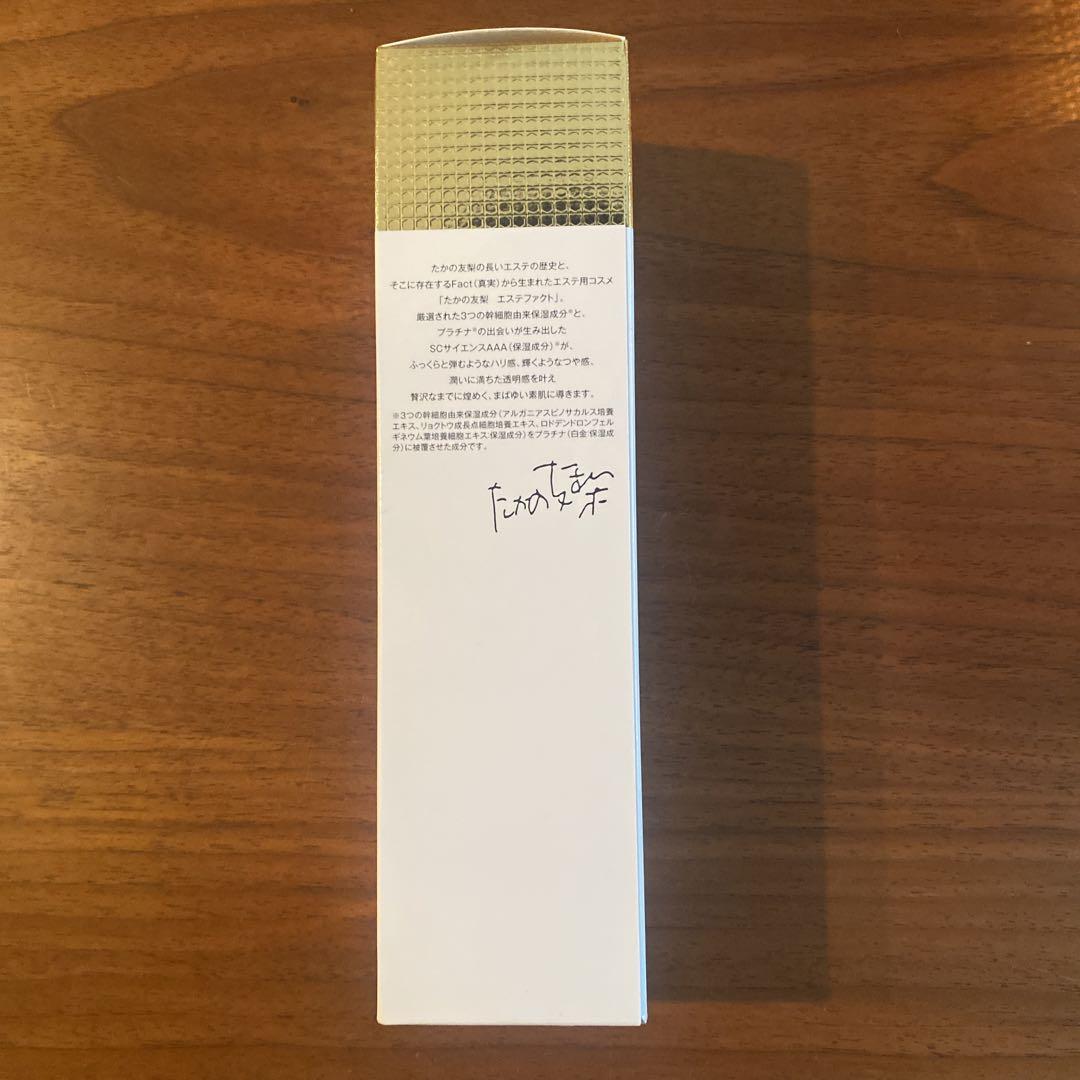 たかの友梨の長いエステの歴史と、
そこに存在するFact(真実)から生まれたエステ用コスメ
「たかの友梨　エステファクト」。
厳選された3つの幹細胞由来保湿成分※と、
プラチナ※の出会いが生み出した
SCサイエンスAAA(保湿成分)※が、
ふっくらと弾むようなハリ感、輝くようなつや感、
潤いに満ちた透明感を叶え
贅沢なまでに煌めく、まばゆい素肌に導きます。
※3つの幹細胞由来保湿成分(アルガニアスピノサカルス培養
エキス、リョクトウ成長点細胞培養エキス、ロドデンドロンフェル
ギネウム葉培養細胞エキス:保湿成分)をプラチナ(白金:保湿成
分)に被覆させた成分です。
たかの友梨